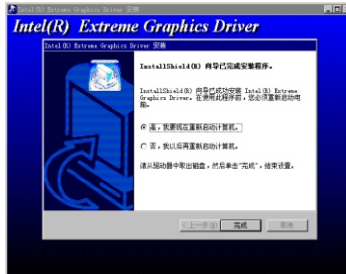 Intel(R) Extreme Graphics Driver 安装
Intel(R) Extreme Graphics Driver
Intel(R) Extreme Graphics Driver 安装
InstallShield(R) 向导已完成安装程序。
InstallShield(R) 向导已成功安装 Intel(R) Extreme
Graphics Driver。在使用此程序前，您必须重新启动电
脑。
是，我要现在重新启动计算机。
否，我以后再重新启动计算机。
请从驱动器中取出磁盘，然后单击“完成”，结束设置。
<上一步(B)
完成
取消